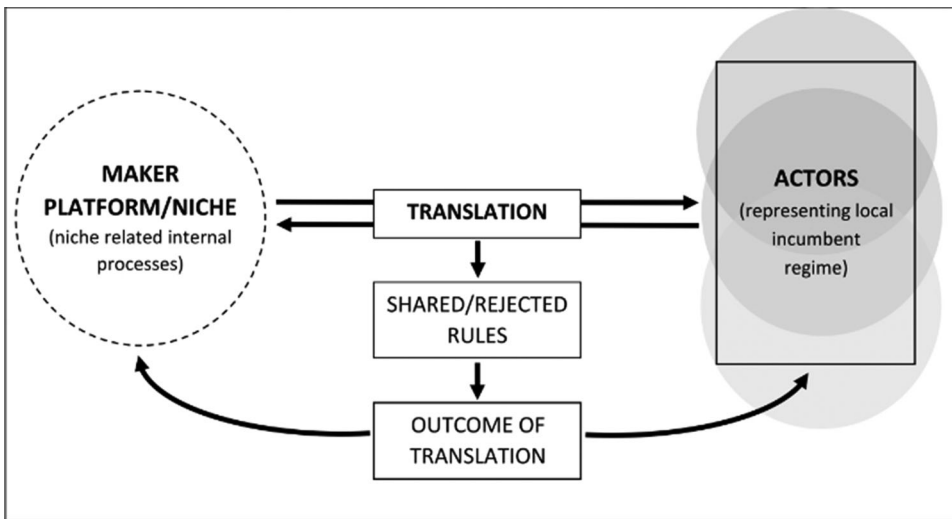 MAKER
PLATFORM/NICHE
(niche related internal
processes)
TRANSLATION
SHARED/REJECTED
RULES
OUTCOME OF
TRANSLATION
ACTORS
(representing local
incumbent
regime)